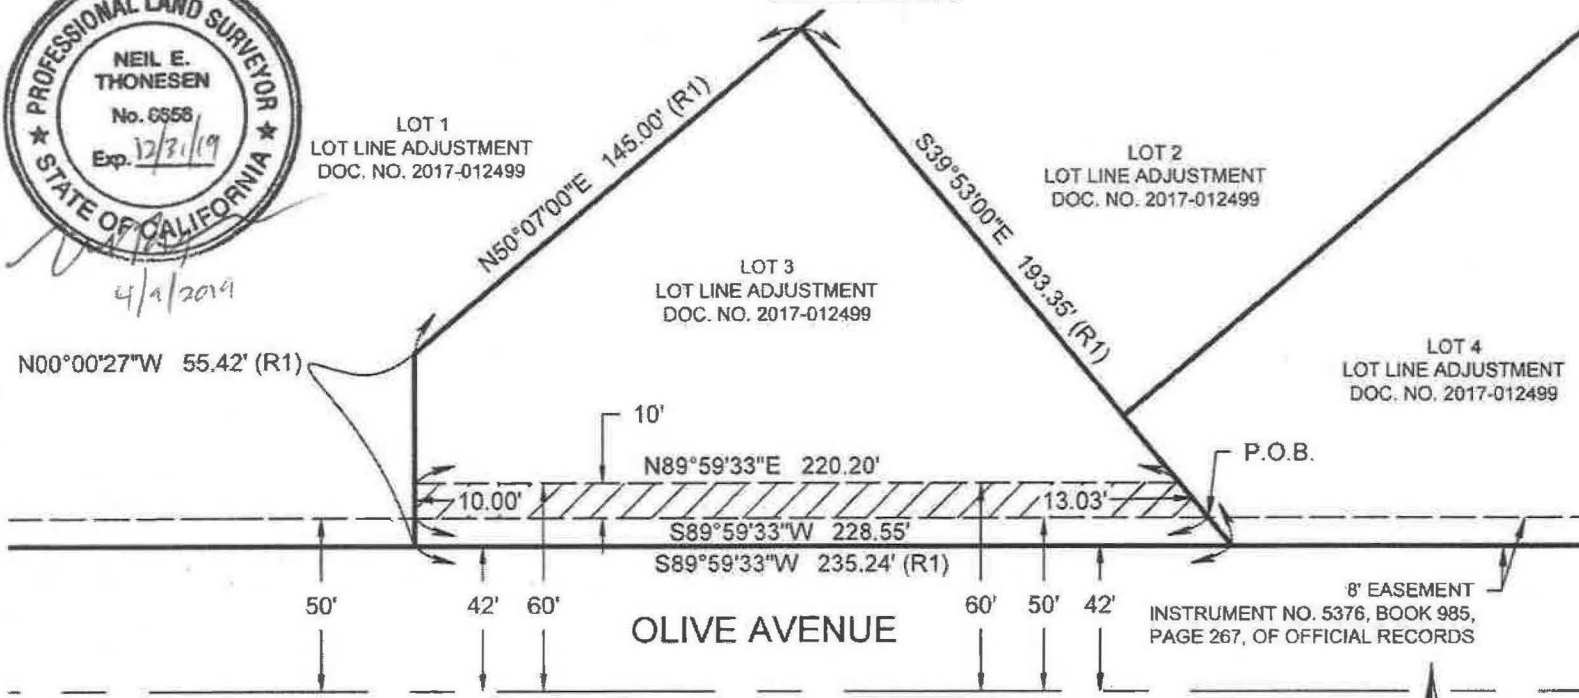 PROFESSIONAL LAND SURVEYOR
NEIL E.
THONESEN
No. 6658
Exp. 12/31/19
STATE OF CALIFORNIA
4/9/2019
LOT 1
LOT LINE ADJUSTMENT
DOC. NO. 2017-012499
N50°07'00"E 145.00' (R1)
S39°53'00"E 193.35' (R1)
LOT 2
LOT LINE ADJUSTMENT
DOC. NO. 2017-012499
LOT 3
LOT LINE ADJUSTMENT
DOC. NO. 2017-012499
LOT 4
LOT LINE ADJUSTMENT
DOC. NO. 2017-012499
N00°00'27"W 55.42' (R1)
10'
P.O.B.
N89°59'33"E 220.20'
10.00'
13.03'
S89°59'33"W 228.55'
S89°59'33"W 235.24' (R1)
50'
42'
60'
60'
50'
42'
OLIVE AVENUE
8' EASEMENT
INSTRUMENT NO. 5376, BOOK 985,
PAGE 267, OF OFFICIAL RECORDS